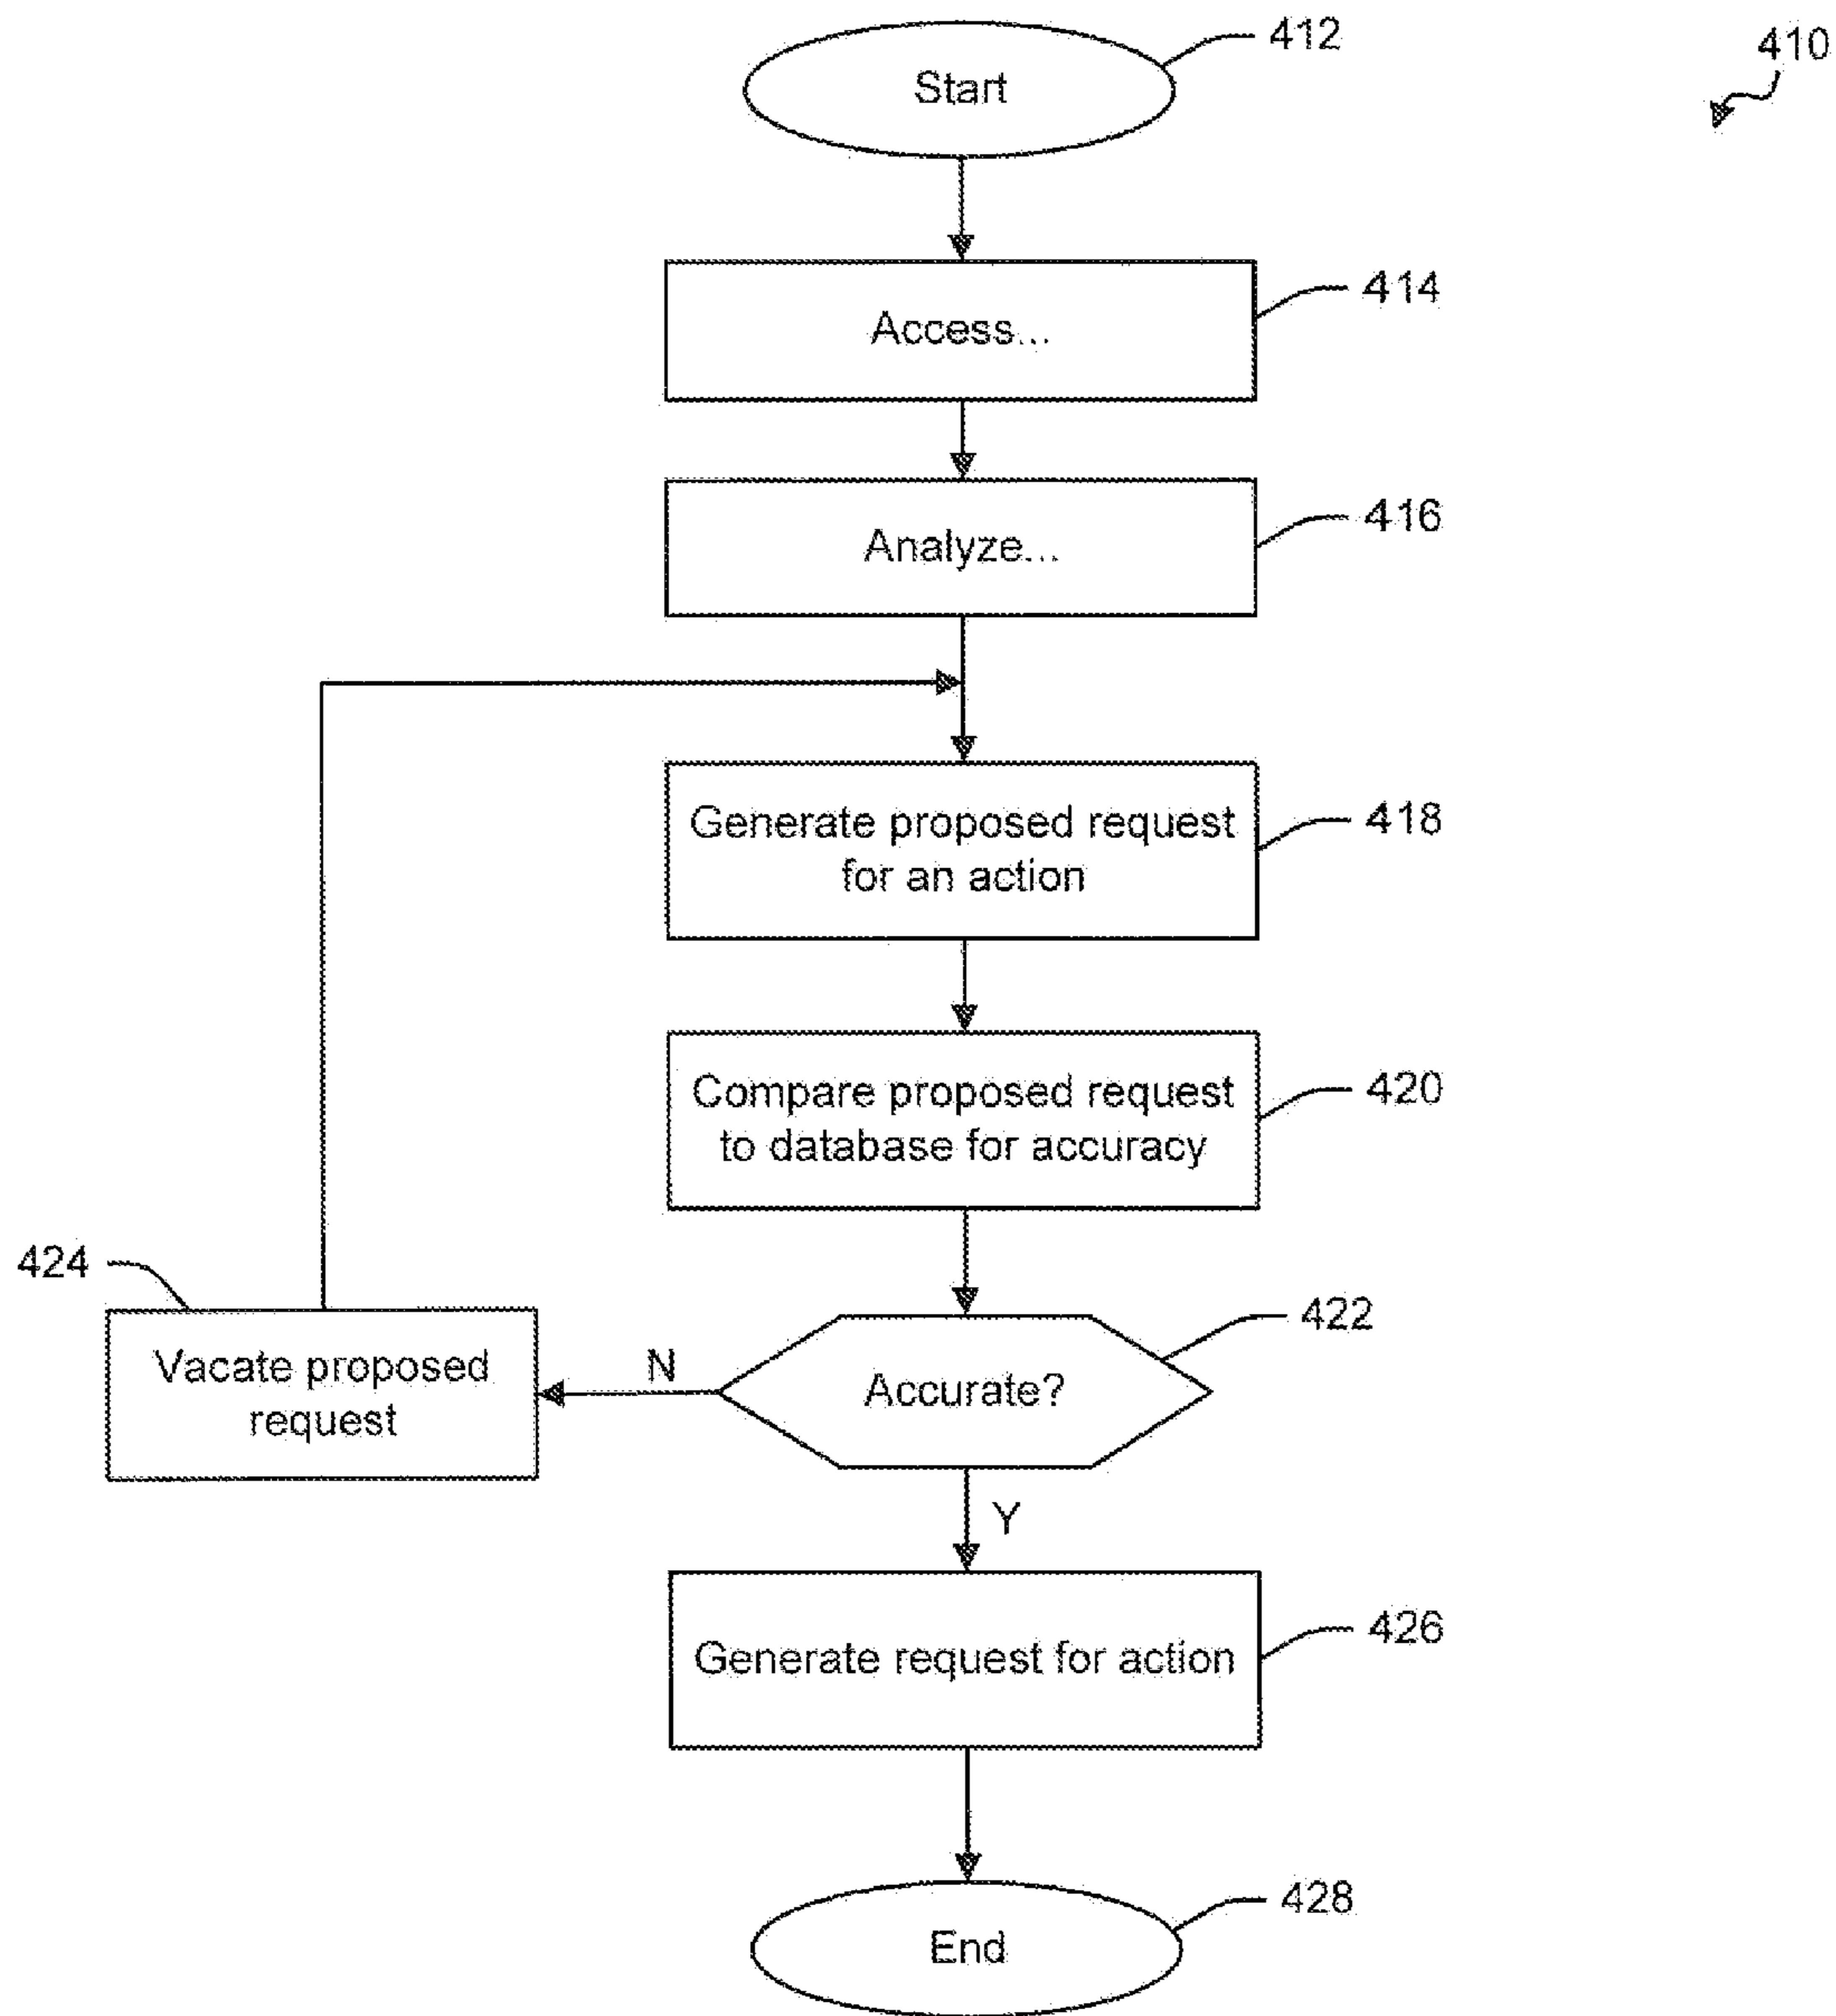 412
410
Start
414
Access...
416
Analyze...
418
Generate proposed request
for an action
420
Compare proposed request
to database for accuracy
424
422
Vacate proposed
request
N
Accurate?
Y
426
Generate request for action
428
End